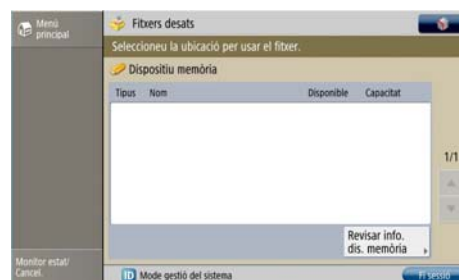 Menú
principal
Fitxers desats
Seleccioneu la ubicació per usar el fitxer.
Dispositiu memòria
Tipus Nom Disponible Capacitat
1/1
Revisar info.
dis. memòria
Monitor estat/
Cancel.
ID Mode gestió del sistema
Fi sessió